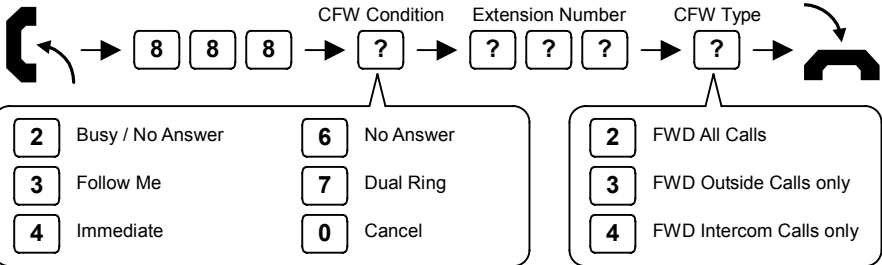 CFW Condition Extension Number CFW Type
8 8 8 ? ? ? ? ?
2 Busy / No Answer 6 No Answer 2 FWD All Calls
3 Follow Me 7 Dual Ring 3 FWD Outside Calls only
4 Immediate 0 Cancel 4 FWD Intercom Calls only